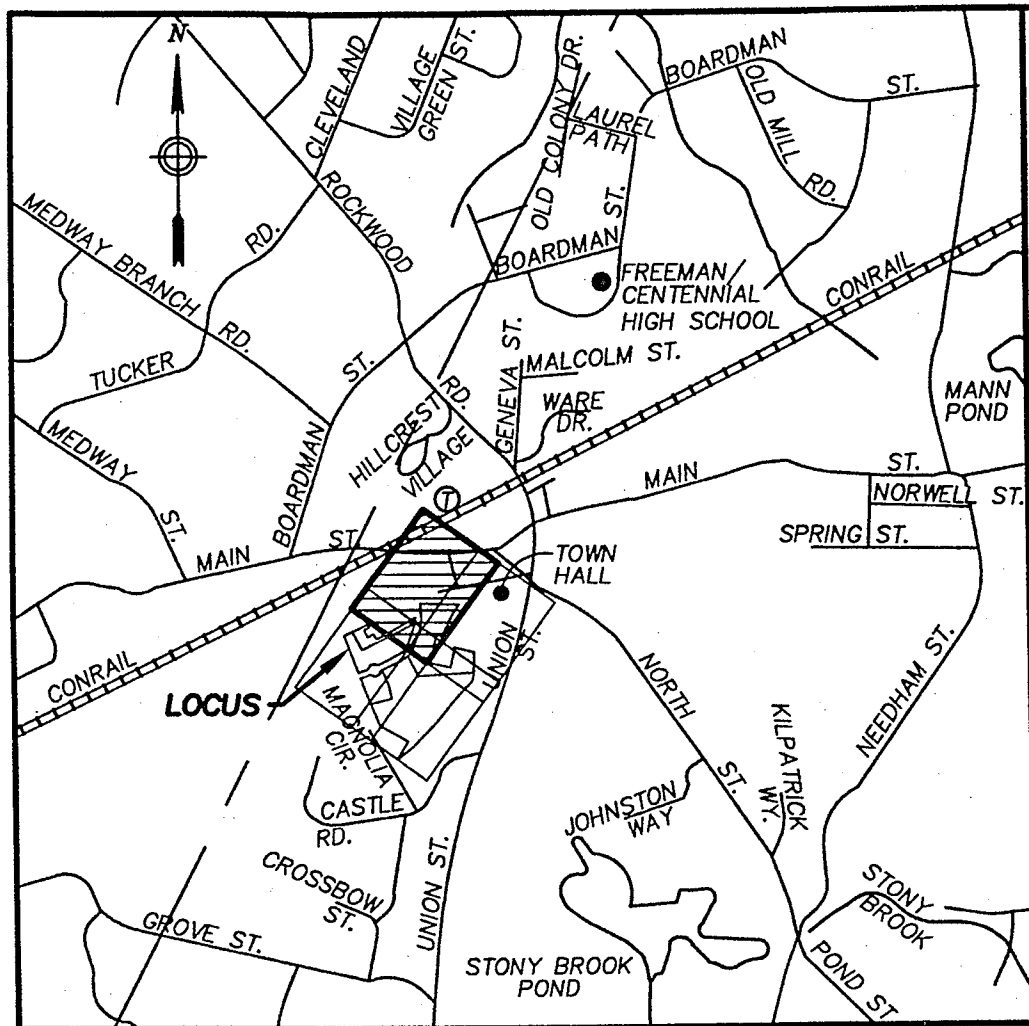 N
CLEVELAND
RD.
VILLAGE
GREEN ST.
OLD COLONY DR.
LAUREL
PATH
BOARDMAN
ST.
OLD MILL
RD.
ROCKWOOD
RD.
MEDWAY BRANCH
RD.
BOARDMAN
ST.
FREEMAN/
CENTENNIAL
HIGH SCHOOL
CONRAIL
TUCKER
GENEVA ST.
MALCOLM ST.
WARE
DR.
MANN
POND
MEDWAY
ST.
BOARDMAN
ST.
HILLCREST
VILLAGE
T
MAIN
ST.
NORWELL ST.
SPRING ST.
MAIN
ST.
TOWN
HALL
UNION
ST.
CONRAIL
LOCUS
MAGNOLIA
CIR.
NORTH
ST.
NEEDHAM ST.
KILPATRICK
WY.
CASTLE
RD.
JOHNSTON
WAY
CROSSBOW
ST.
UNION ST.
GROVE ST.
STONY
BROOK
STONY BROOK
POND
POND ST